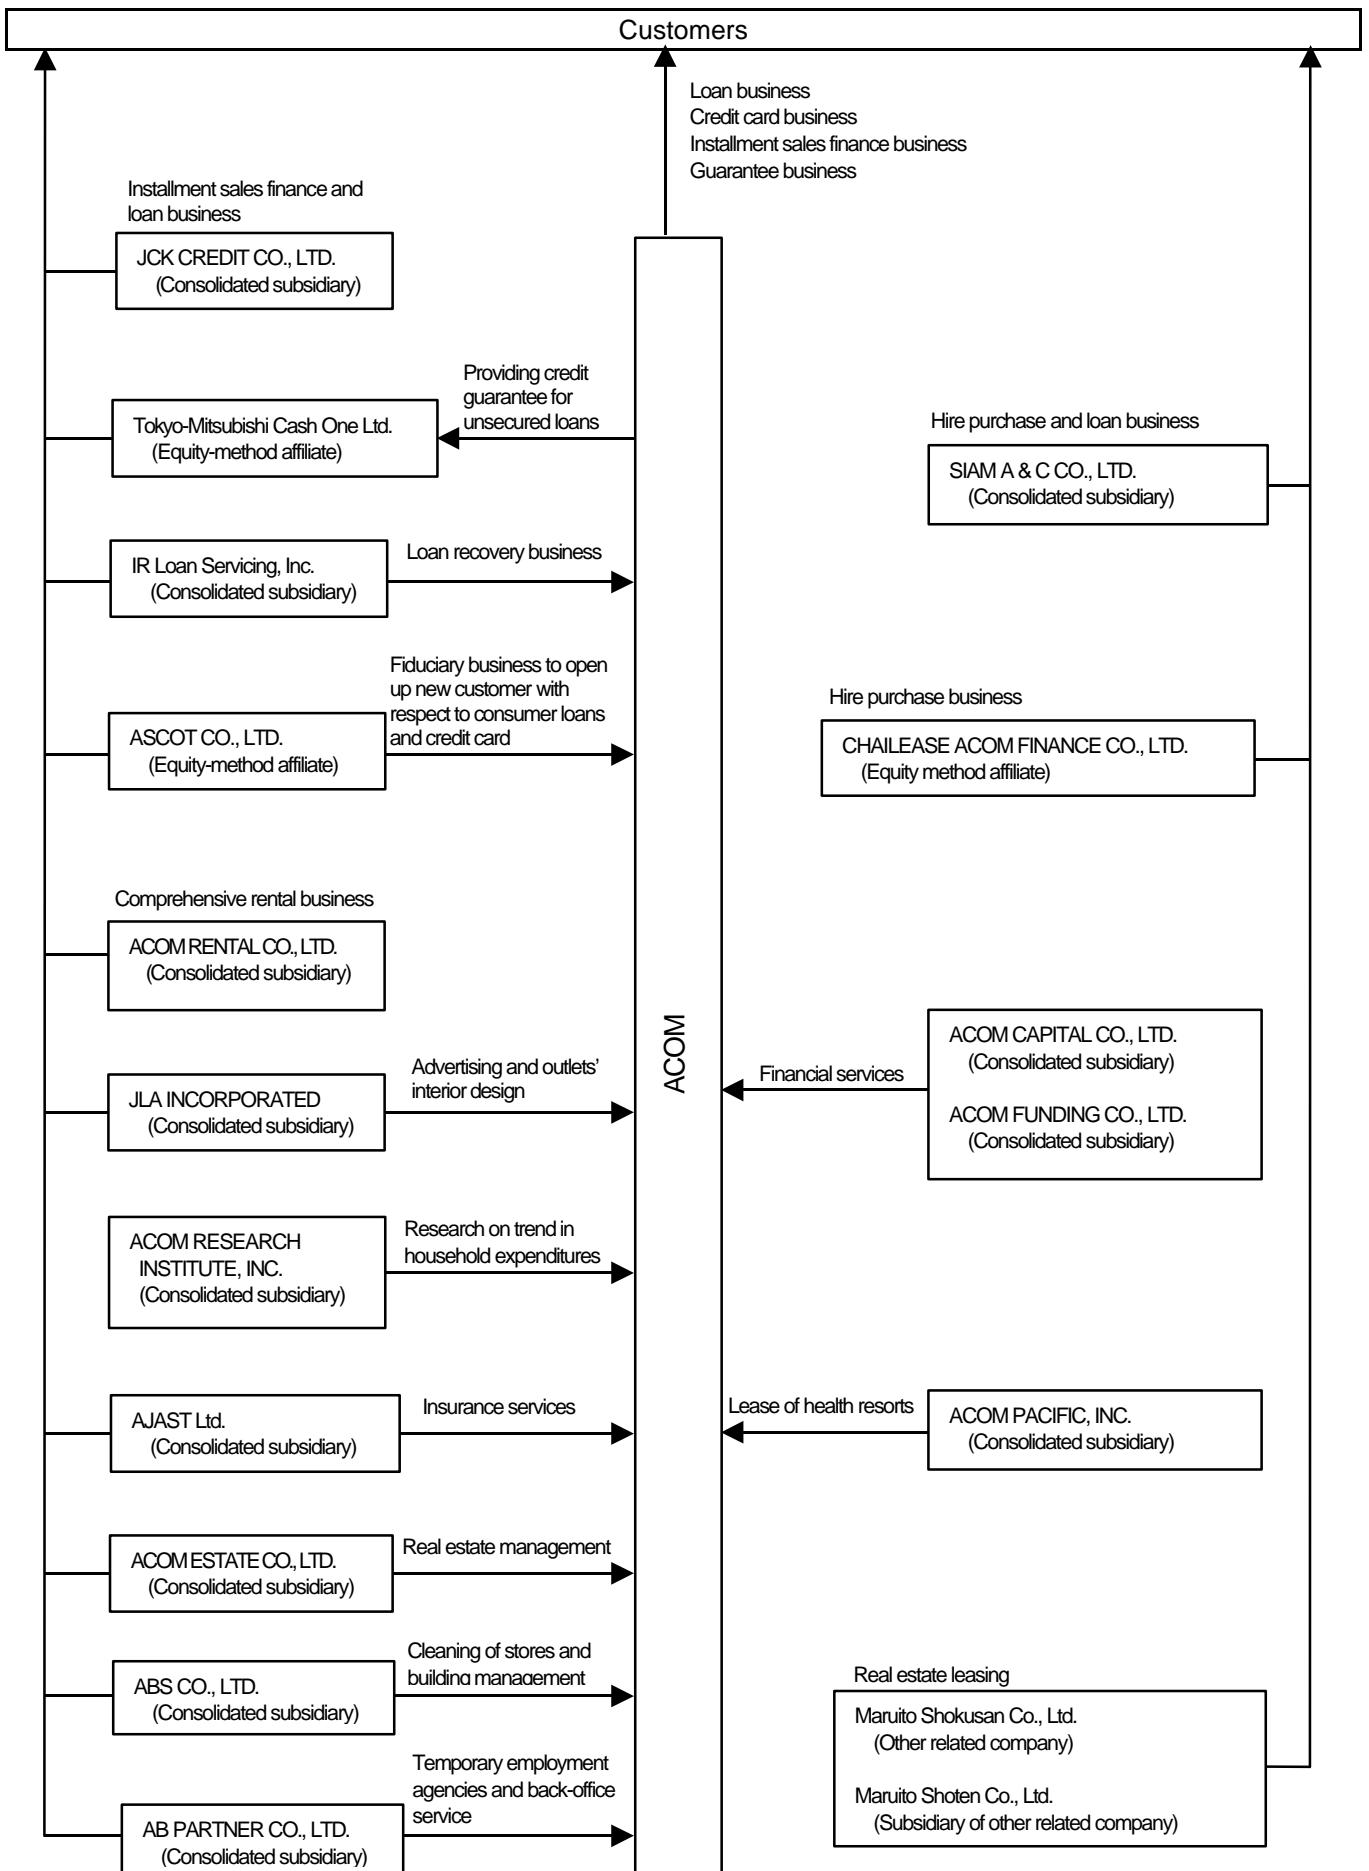 Customers
Loan business
Credit card business
Installment sales finance business
Guarantee business
Installment sales finance and
loan business
JCK CREDIT CO., LTD.
(Consolidated subsidiary)
Providing credit
guarantee for
unsecured loans
Tokyo-Mitsubishi Cash One Ltd.
(Equity-method affiliate)
Hire purchase and loan business
SIAM A & C CO., LTD.
(Consolidated subsidiary)
IR Loan Servicing, Inc.
(Consolidated subsidiary)
Loan recovery business
Fiduciary business to open
up new customer with
respect to consumer loans
and credit card
ASCOT CO., LTD.
(Equity-method affiliate)
Hire purchase business
CHAILEASE ACOM FINANCE CO., LTD.
(Equity method affiliate)
Comprehensive rental business
ACOM RENTAL CO., LTD.
(Consolidated subsidiary)
ACOM
Advertising and outlets’
interior design
JLA INCORPORATED
(Consolidated subsidiary)
Financial services
ACOM CAPITAL CO., LTD.
(Consolidated subsidiary)
ACOM FUNDING CO., LTD.
(Consolidated subsidiary)
ACOM RESEARCH
INSTITUTE, INC.
(Consolidated subsidiary)
Research on trend in
household expenditures
AJAST Ltd.
(Consolidated subsidiary)
Insurance services
Lease of health resorts
ACOM PACIFIC, INC.
(Consolidated subsidiary)
ACOM ESTATE CO., LTD.
(Consolidated subsidiary)
Real estate management
Cleaning of stores and
building management
ABS CO., LTD.
(Consolidated subsidiary)
Real estate leasing
Maruito Shokusan Co., Ltd.
(Other related company)
Maruito Shoten Co., Ltd.
(Subsidiary of other related company)
Temporary employment
agencies and back-office
service
AB PARTNER CO., LTD.
(Consolidated subsidiary)